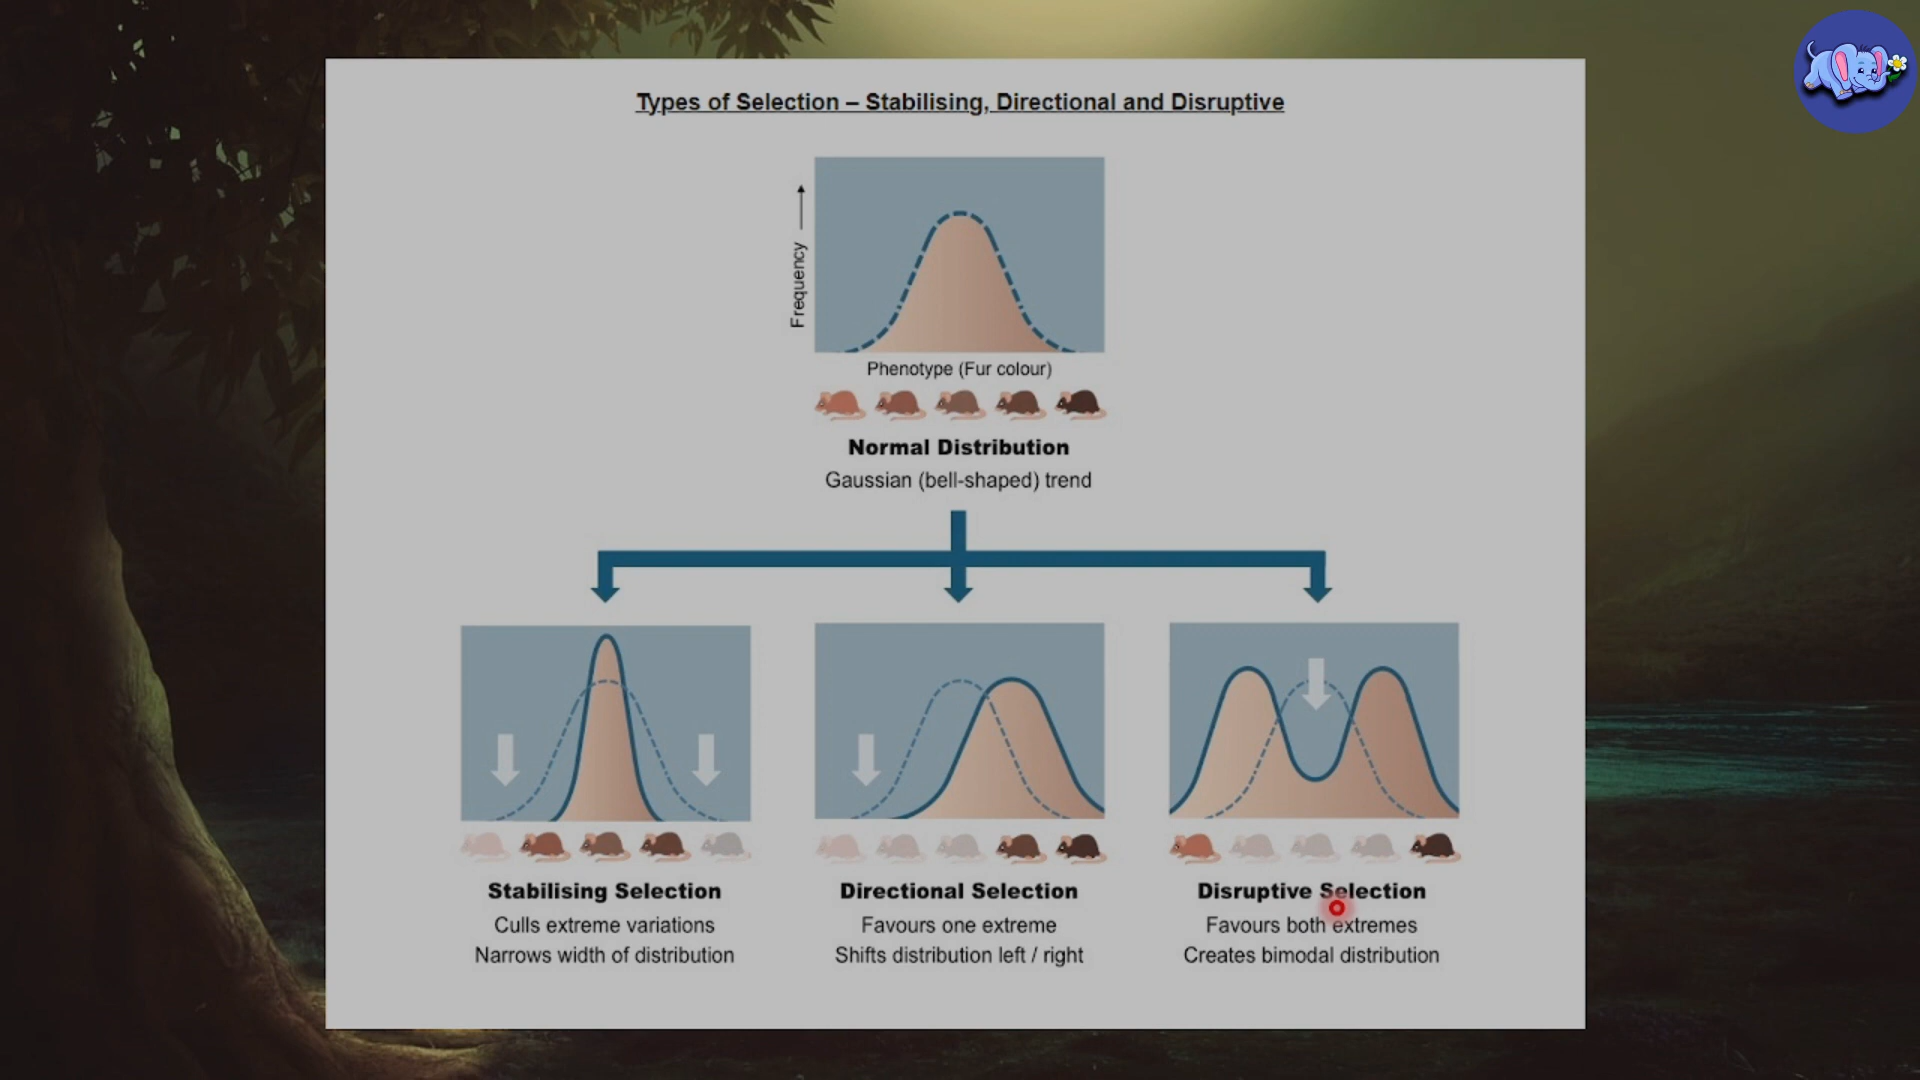 Types of Selection – Stabilising, Directional and Disruptive
Frequency
Phenotype (Fur colour)
Normal Distribution
Gaussian (bell-shaped) trend
Stabilising Selection
Culls extreme variations
Narrows width of distribution
Directional Selection
Favours one extreme
Shifts distribution left / right
Disruptive Selection
Favours both extremes
Creates bimodal distribution